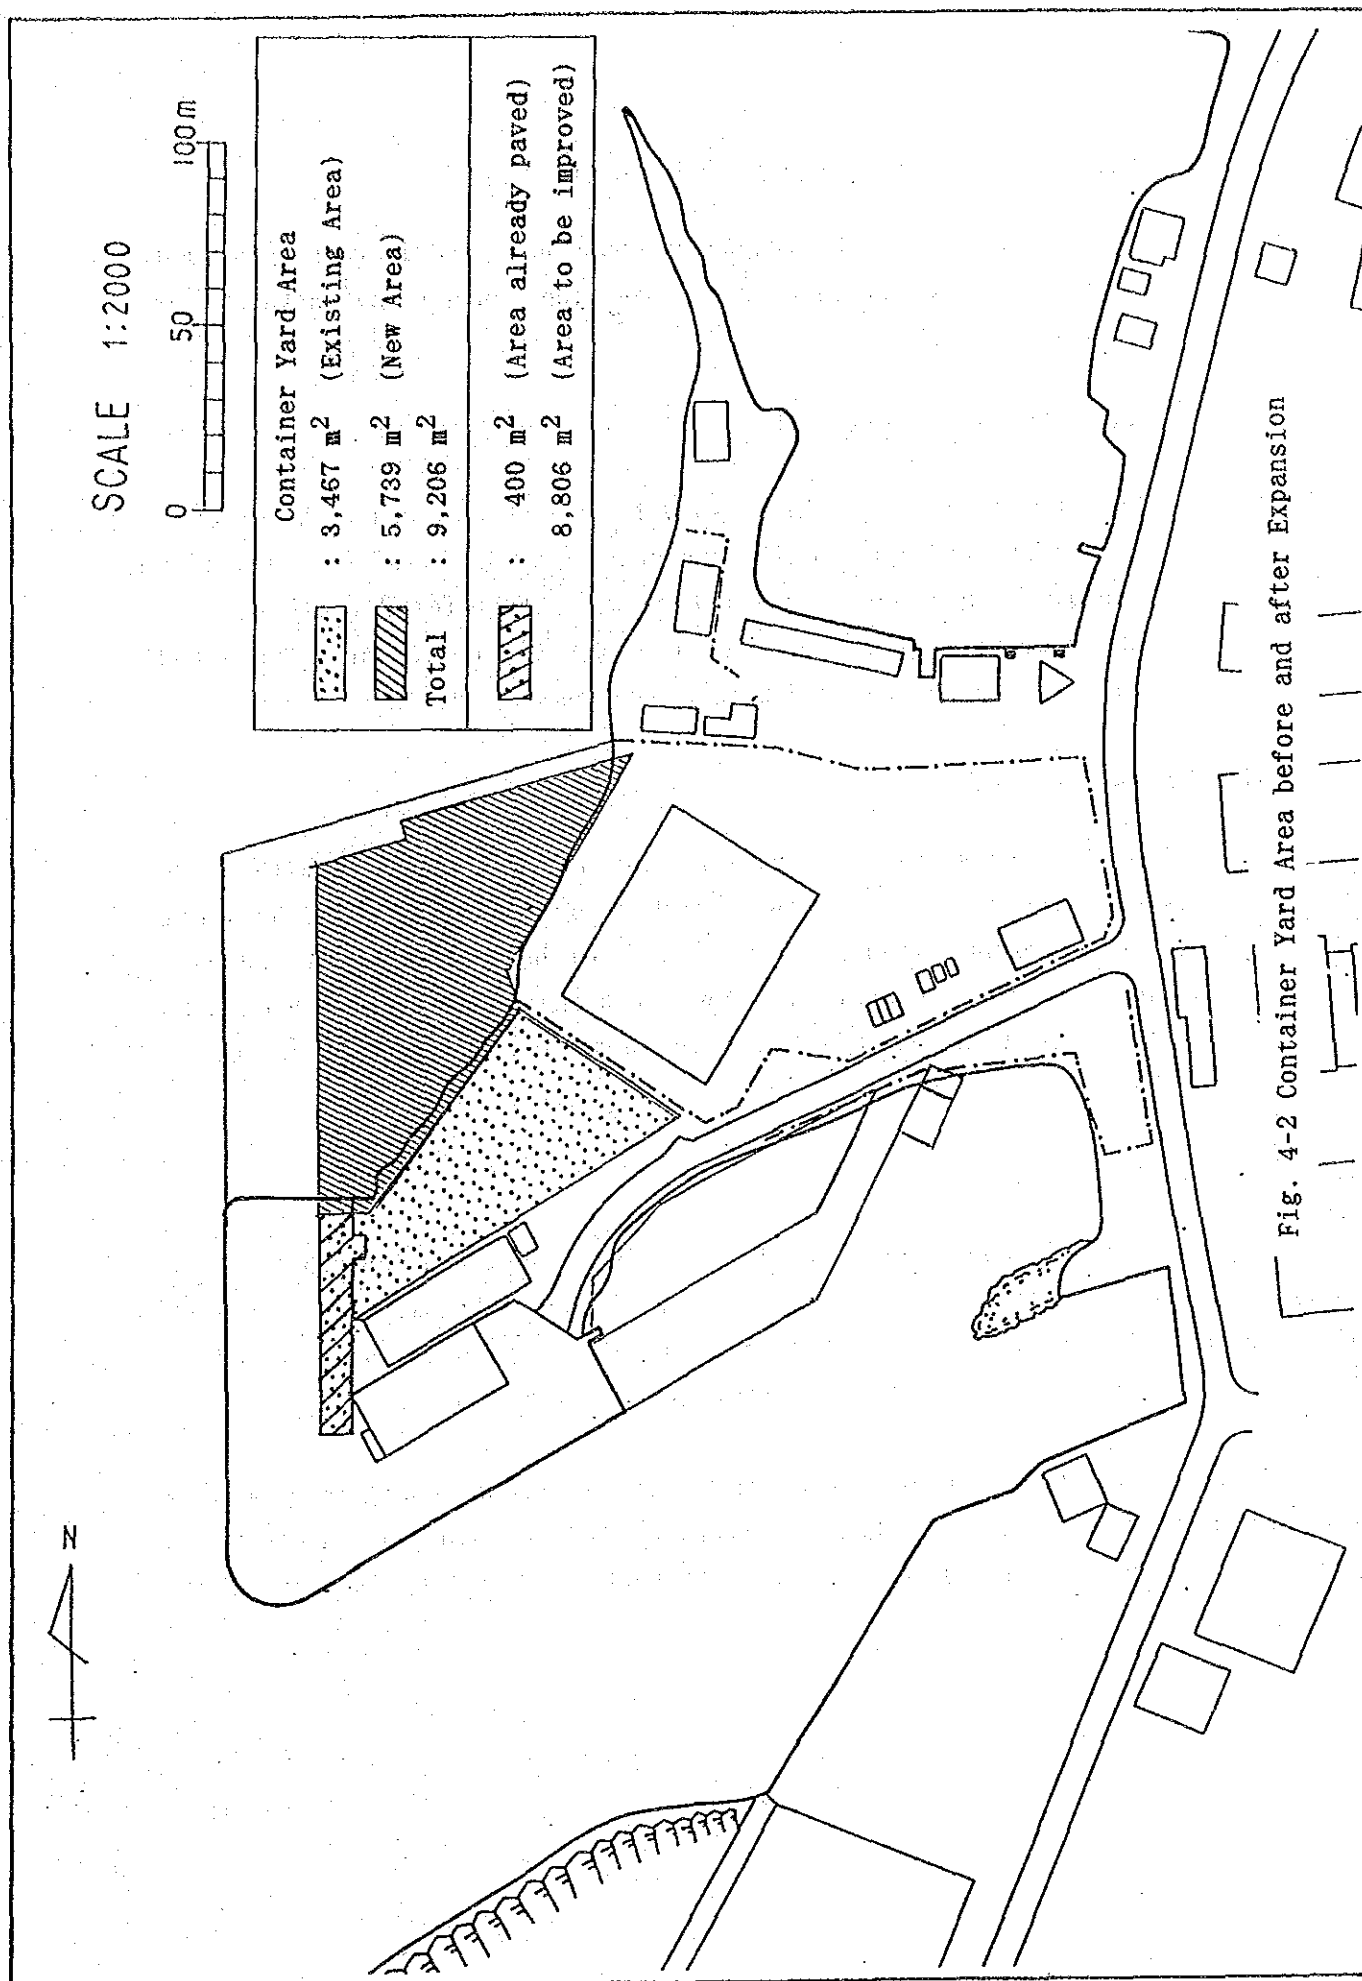 SCALE 1:2000
0 50 100m
Container Yard Area
: 3,467 m² (Existing Area)
: 5,739 m² (New Area)
Total : 9,206 m²
: 400 m² (Area already paved)
8,806 m² (Area to be improved)
N
Fig. 4-2 Container Yard Area before and after Expansion